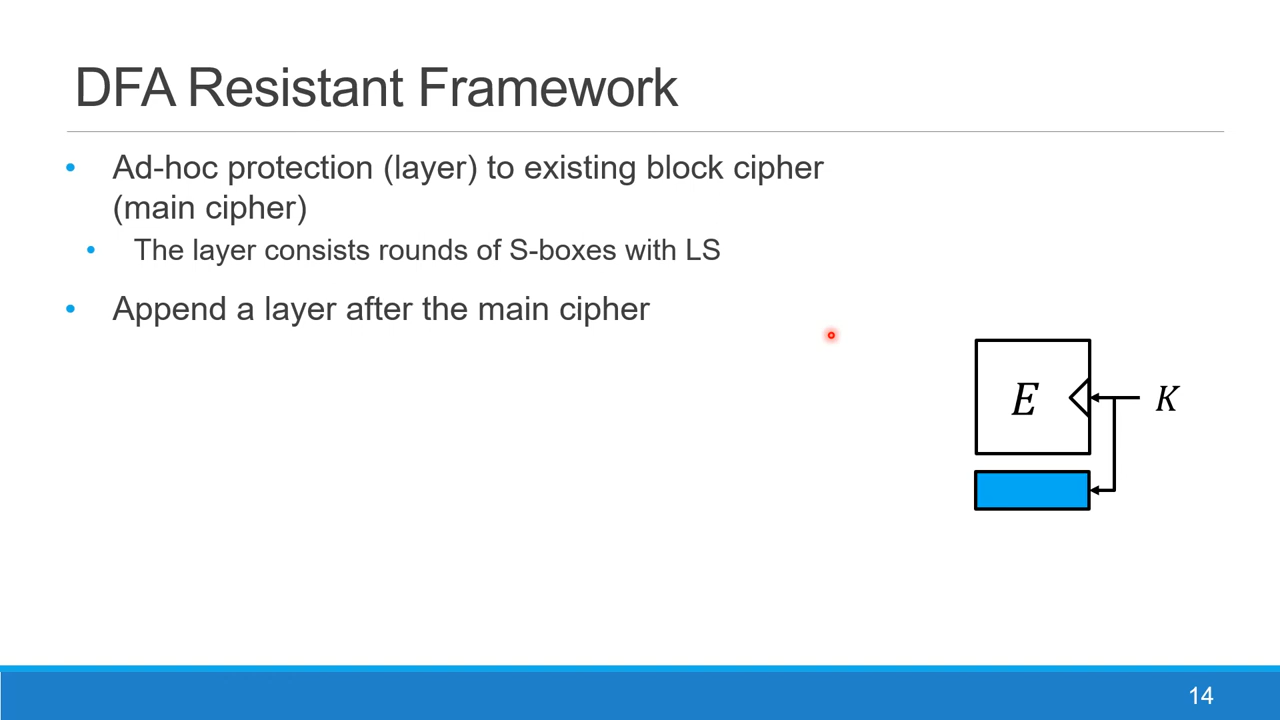 DFA Resistant Framework
• Ad-hoc protection (layer) to existing block cipher
(main cipher)
• The layer consists rounds of S-boxes with LS
• Append a layer after the main cipher
E
K
14